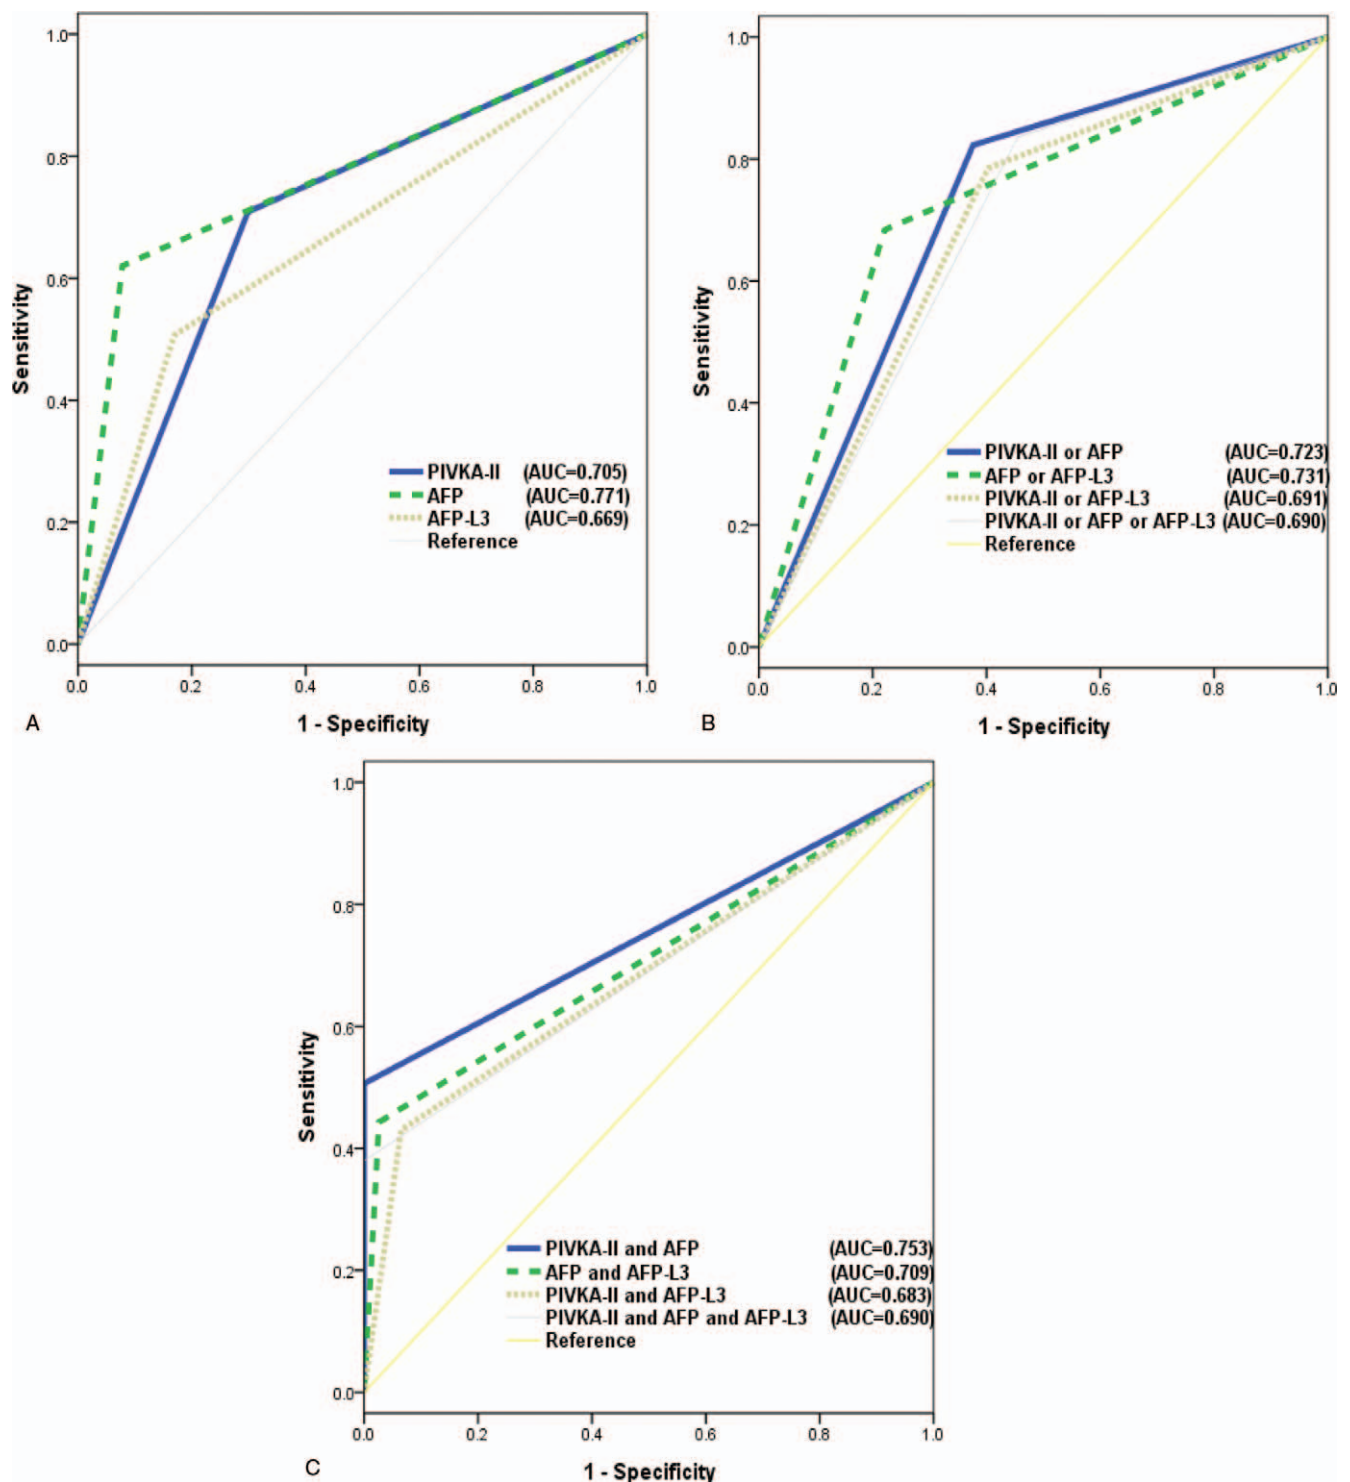 1.0
0.8
0.6
0.4
0.2
0.0
Sensitivity
PIVKA-II (AUC=0.705)
AFP (AUC=0.771)
AFP-L3 (AUC=0.669)
Reference
0.0 0.2 0.4 0.6 0.8 1.0
1 - Specificity
A
1.0
0.8
0.6
0.4
0.2
0.0
Sensitivity
PIVKA-II or AFP (AUC=0.723)
AFP or AFP-L3 (AUC=0.731)
PIVKA-II or AFP-L3 (AUC=0.691)
PIVKA-II or AFP or AFP-L3 (AUC=0.690)
Reference
0.0 0.2 0.4 0.6 0.8 1.0
1 - Specificity
B
1.0
0.8
0.6
0.4
0.2
0.0
Sensitivity
PIVKA-II and AFP (AUC=0.753)
AFP and AFP-L3 (AUC=0.709)
PIVKA-II and AFP-L3 (AUC=0.683)
PIVKA-II and AFP and AFP-L3 (AUC=0.690)
Reference
0.0 0.2 0.4 0.6 0.8 1.0
1 - Specificity
C